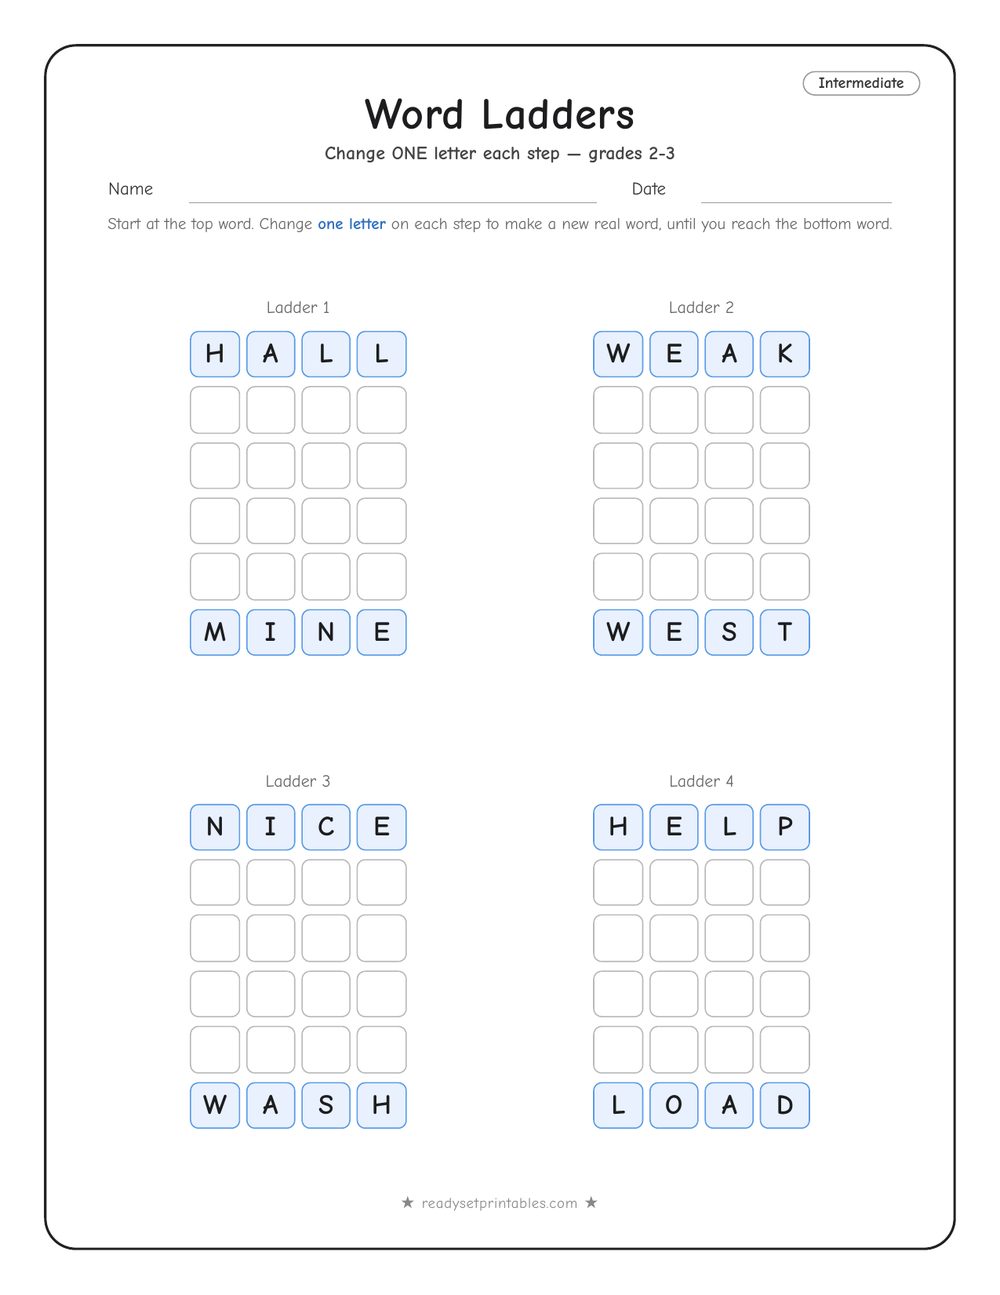 Intermediate
Word Ladders
Change ONE letter each step — grades 2-3
Name Date
Start at the top word. Change one letter on each step to make a new real word, until you reach the bottom word.
Ladder 1
H A L L
M I N E
Ladder 2
W E A K
W E S T
Ladder 3
N I C E
W A S H
Ladder 4
H E L P
L O A D
★ readysetprintables.com ★